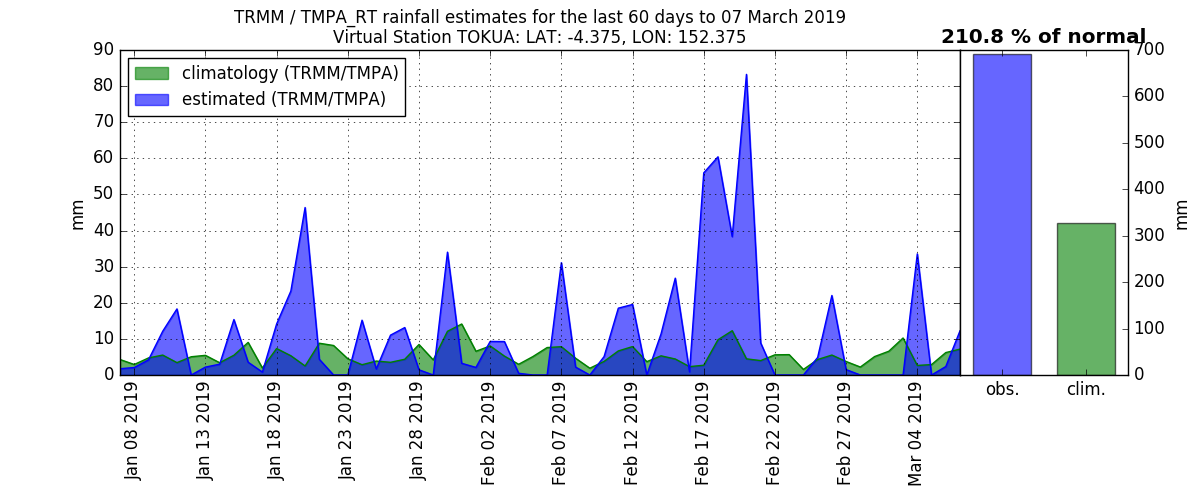 TRMM / TMPA_RT rainfall estimates for the last 60 days to 07 March 2019
Virtual Station TOKUA: LAT: -4.375, LON: 152.375
210.8 % of normal
climatology (TRMM/TMPA)
estimated (TRMM/TMPA)
90
80
70
60
50
40
30
20
10
0
mm
Jan 08 2019
Jan 13 2019
Jan 18 2019
Jan 23 2019
Jan 28 2019
Feb 02 2019
Feb 07 2019
Feb 12 2019
Feb 17 2019
Feb 22 2019
Feb 27 2019
Mar 04 2019
obs.
clim.
700
600
500
400
300
200
100
0
mm